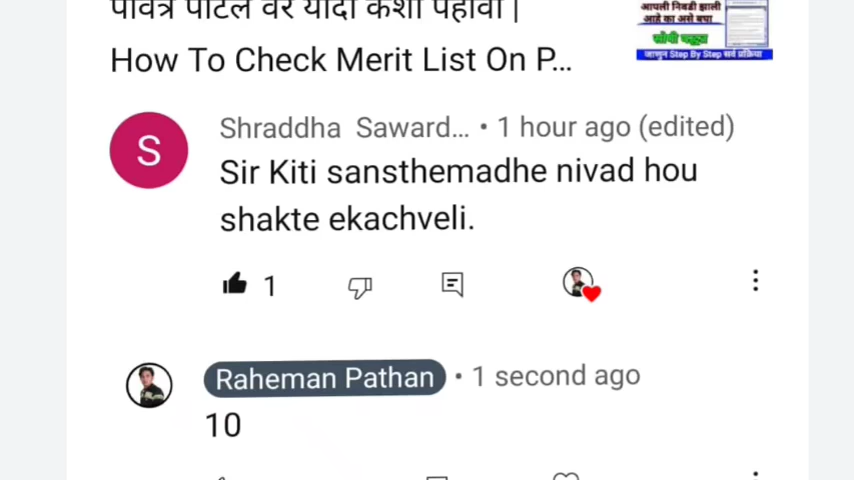 पवित्र पोर्टल वर यादी कशी पहावी |
How To Check Merit List On P...
आपली निवडी झाली
आहे का असे बघा
जाणून Step By Step सर्व प्रक्रिया
S
Shraddha Saward... • 1 hour ago (edited)
Sir Kiti sansthemadhe nivad hou
shakte ekachveli.
1
Raheman Pathan • 1 second ago
10